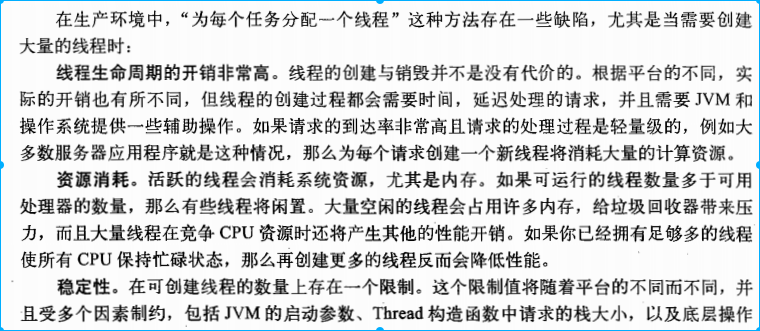 在生产环境中，“为每个任务分配一个线程”这种方法存在一些缺陷，尤其是当需要创建
大量的线程时：
线程生命周期的开销非常高。线程的创建与销毁并不是没有代价的。根据平台的不同，实
际的开销也有所不同，但线程的创建过程都会需要时间，延迟处理的请求，并且需要 JVM 和
操作系统提供一些辅助操作。如果请求的到达率非常高且请求的处理过程是轻量级的，例如大
多数服务器应用程序就是这种情况，那么为每个请求创建一个新线程将消耗大量的计算资源。
资源消耗。活跃的线程会消耗系统资源，尤其是内存。如果可运行的线程数量多于可用
处理器的数量，那么有些线程将闲置。大量空闲的线程会占用许多内存，给垃圾回收器带来压
力，而且大量线程在竞争 CPU 资源时还将产生其他的性能开销。如果你已经拥有足够多的线程
使所有 CPU 保持忙碌状态，那么再创建更多的线程反而会降低性能。
稳定性。在可创建线程的数量上存在一个限制。这个限制值将随着平台的不同而不同，并
且受多个因素制约，包括 JVM 的启动参数、Thread 构造函数中请求的栈大小，以及底层操作